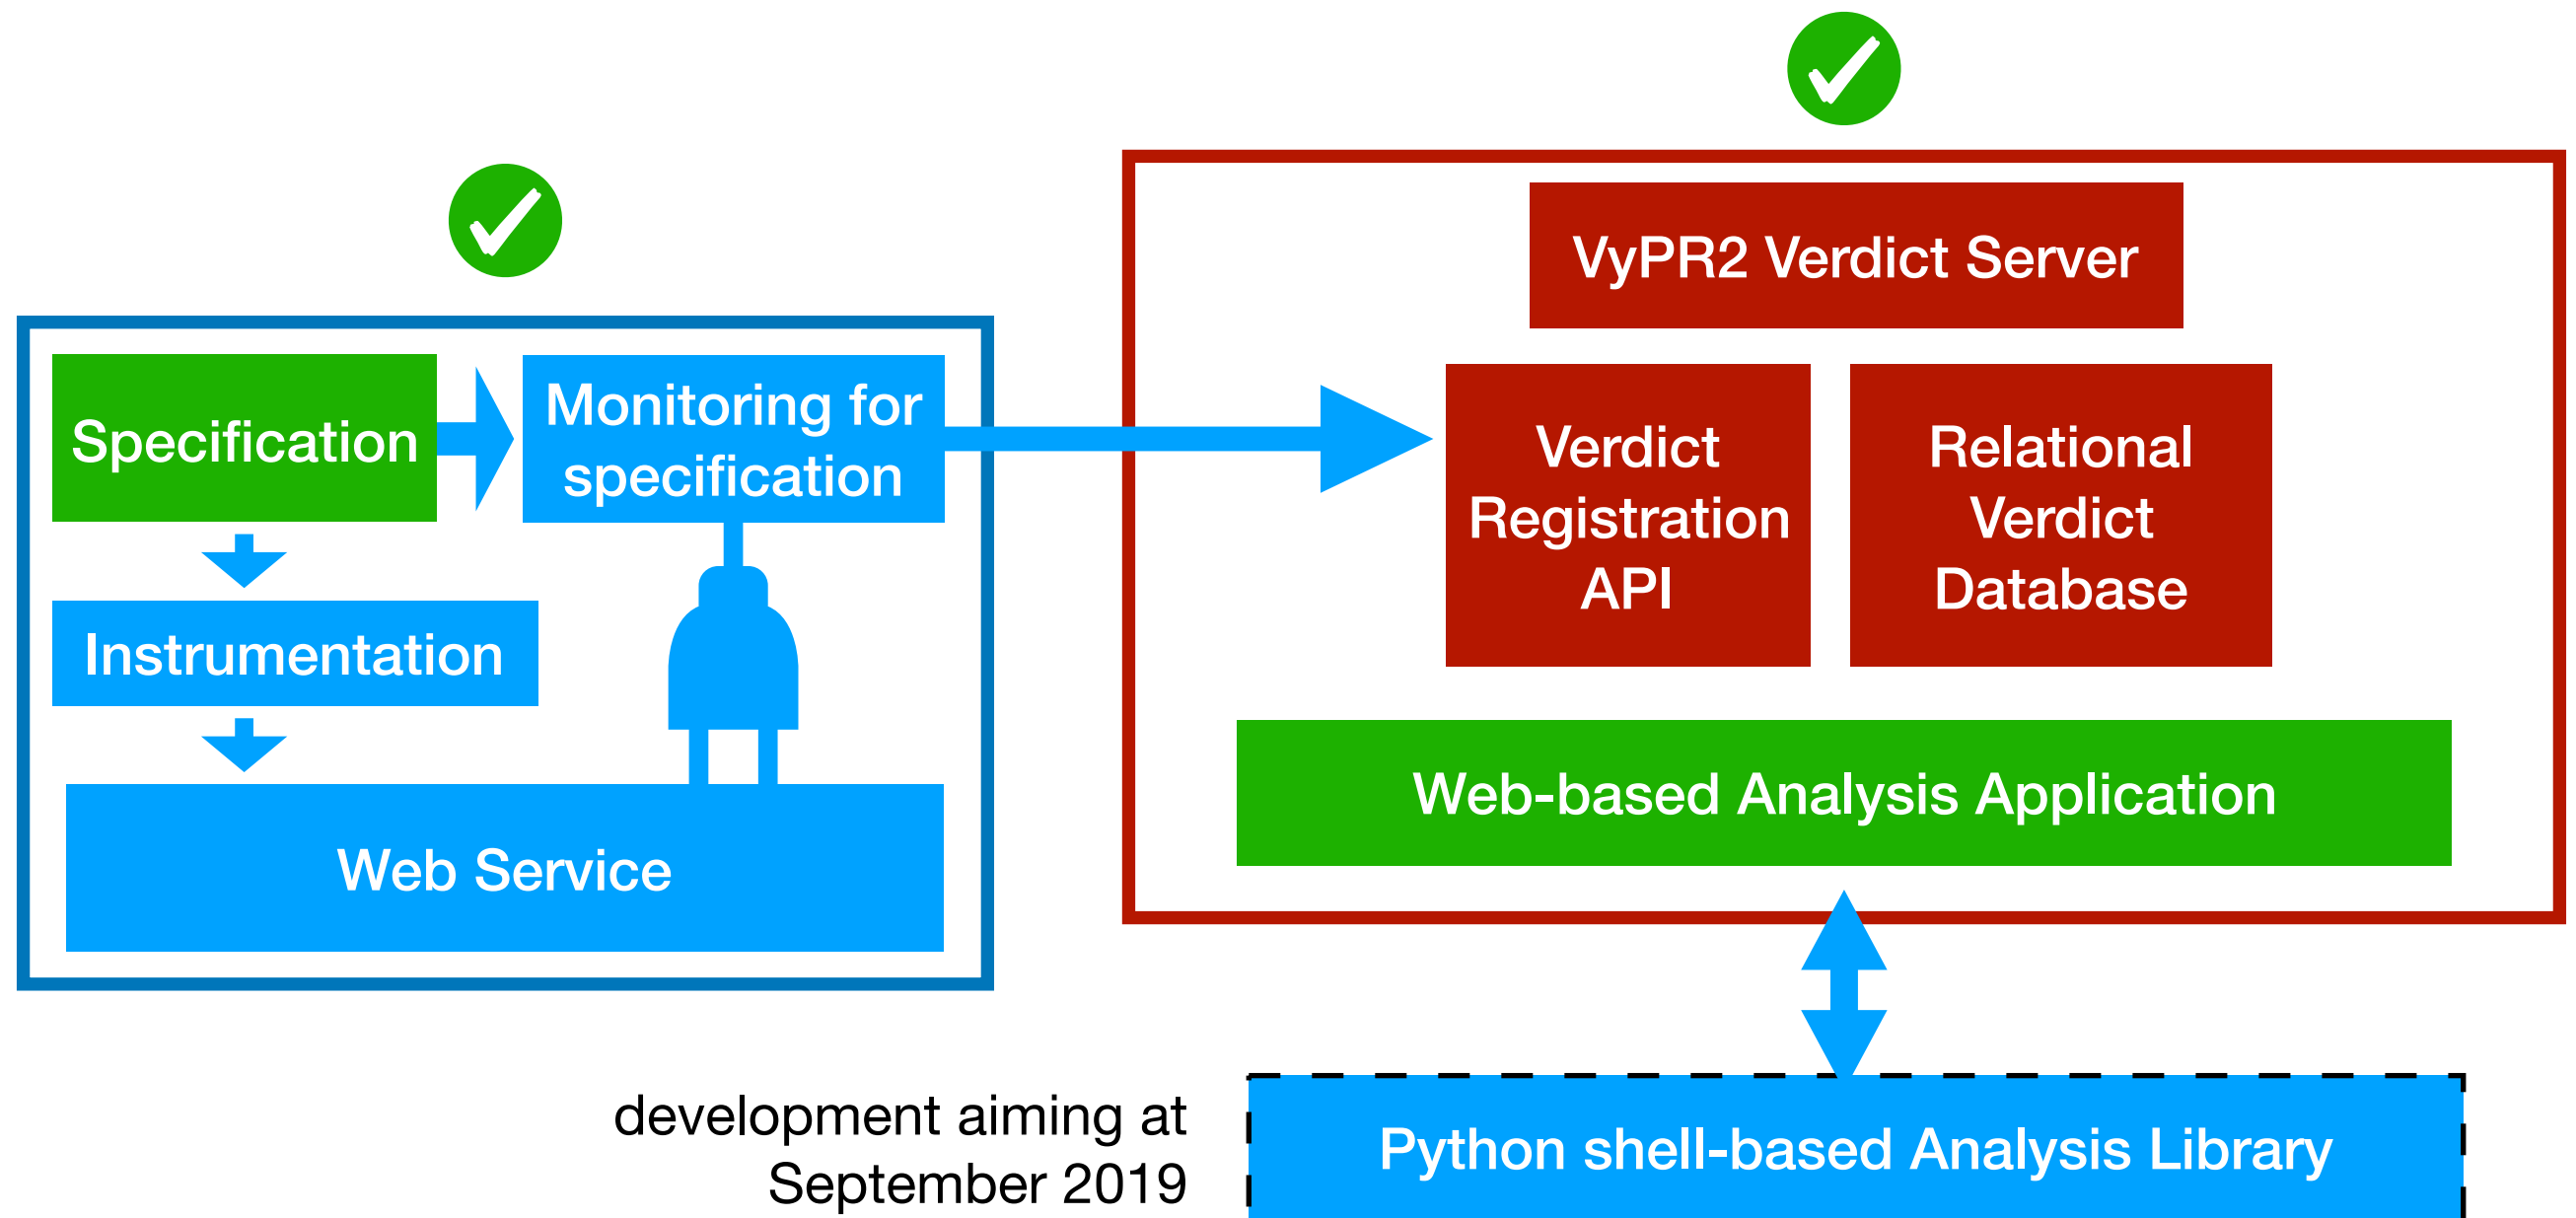 Specification
Monitoring for
specification
Instrumentation
Web Service
VyPR2 Verdict Server
Verdict
Registration
API
Relational
Verdict
Database
Web-based Analysis Application
development aiming at
September 2019
Python shell-based Analysis Library